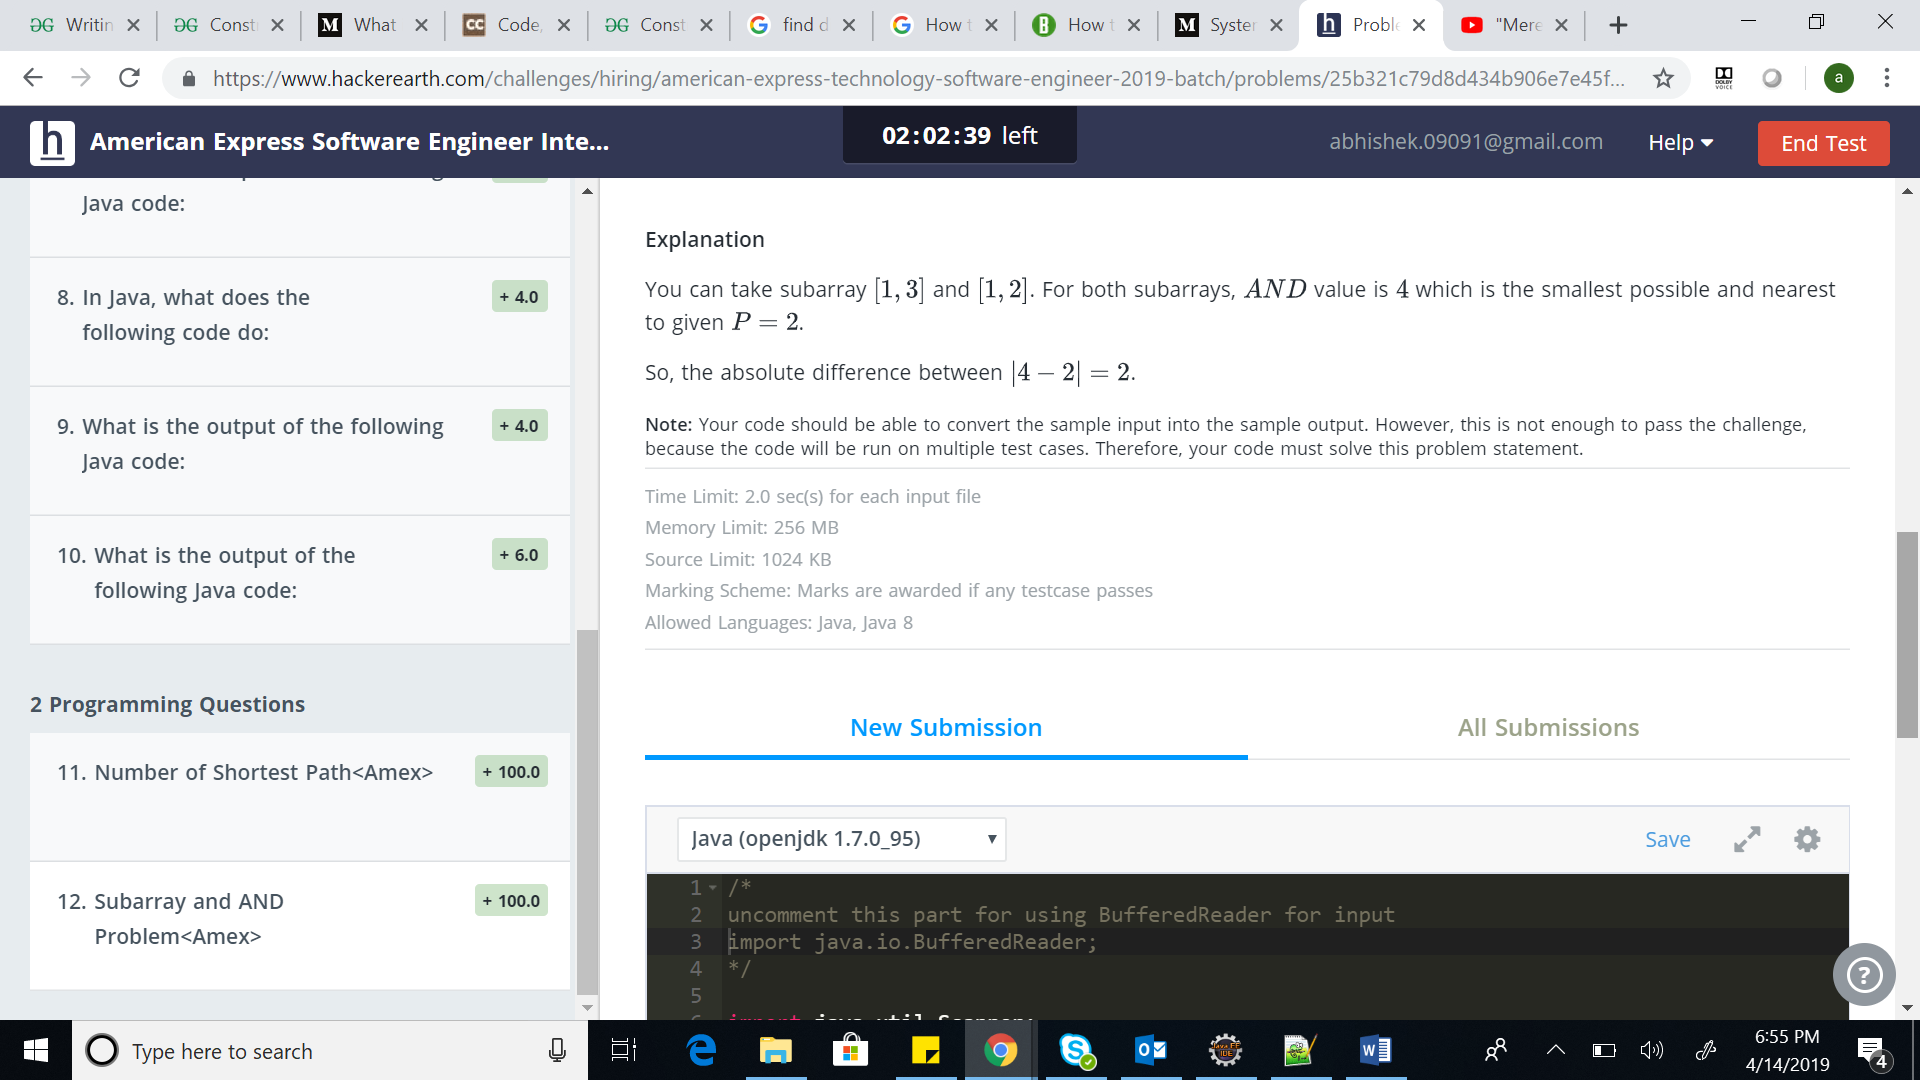 Writin
Const
What
Code,
Const
find d
How t
How t
System
Proble
"Mere
https://www.hackerearth.com/challenges/hiring/american-express-technology-software-engineer-2019-batch/problems/25b321c79d8d434b906e7e45f...
DOLBY VOICE
a
h American Express Software Engineer Inte...
02:02:39 left
abhishek.09091@gmail.com
Help
End Test
Java code:
8. In Java, what does the
following code do:
+ 4.0
9. What is the output of the following
Java code:
+ 4.0
10. What is the output of the
following Java code:
+ 6.0
2 Programming Questions
11. Number of Shortest Path<Amex>
+ 100.0
12. Subarray and AND
Problem<Amex>
+ 100.0
Explanation
You can take subarray [1, 3] and [1, 2]. For both subarrays, AND value is 4 which is the smallest possible and nearest
to given P = 2.
So, the absolute difference between |4 − 2| = 2.
Note: Your code should be able to convert the sample input into the sample output. However, this is not enough to pass the challenge,
because the code will be run on multiple test cases. Therefore, your code must solve this problem statement.
Time Limit: 2.0 sec(s) for each input file
Memory Limit: 256 MB
Source Limit: 1024 KB
Marking Scheme: Marks are awarded if any testcase passes
Allowed Languages: Java, Java 8
New Submission
All Submissions
Java (openjdk 1.7.0_95)
Save
1 /*
2 uncomment this part for using BufferedReader for input
3 import java.io.BufferedReader;
4 */
5
6 import java.util.Scanner;
?
Type here to search
6:55 PM
4/14/2019
4